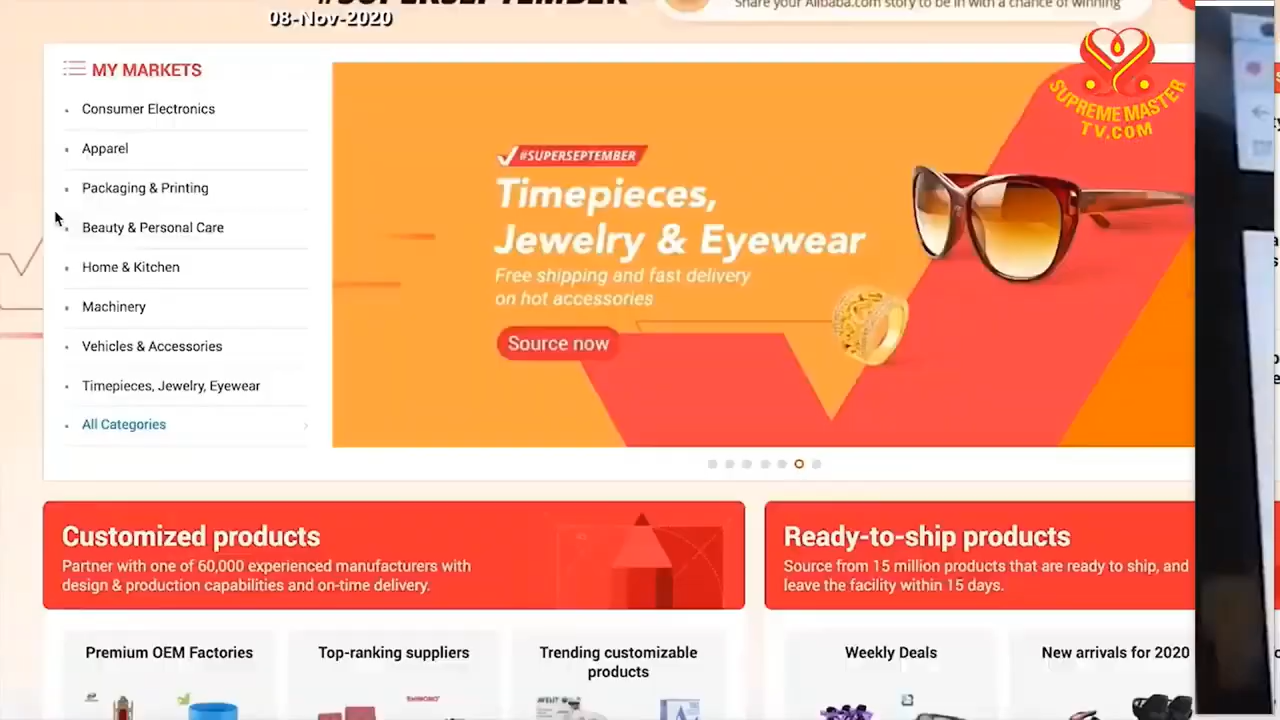 #SUPERSEPTEMBER
Share your Alibaba.com story to be in with a chance of winning
08-Nov-2020
SUPREME MASTER
TV.COM
MY MARKETS
Consumer Electronics
Apparel
Packaging & Printing
Beauty & Personal Care
Home & Kitchen
Machinery
Vehicles & Accessories
Timepieces, Jewelry, Eyewear
All Categories
#SUPERSEPTEMBER
Timepieces,
Jewelry & Eyewear
Free shipping and fast delivery
on hot accessories
Source now
Customized products
Partner with one of 60,000 experienced manufacturers with
design & production capabilities and on-time delivery.
Ready-to-ship products
Source from 15 million products that are ready to ship, and
leave the facility within 15 days.
Premium OEM Factories
Top-ranking suppliers
Trending customizable
products
Weekly Deals
New arrivals for 2020